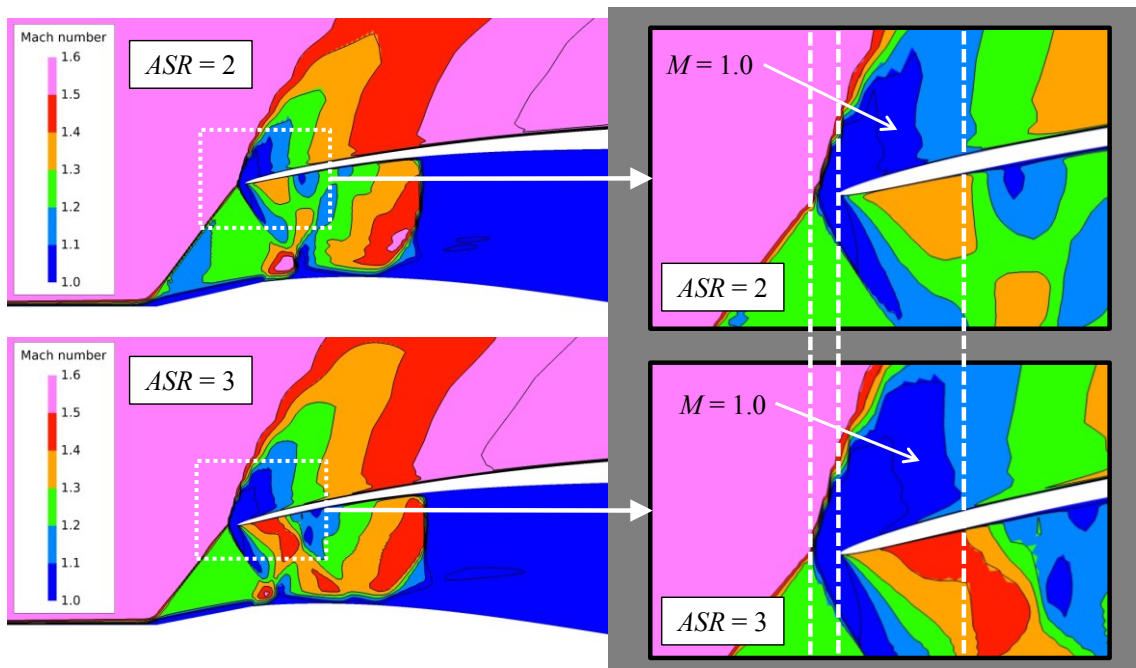 Mach number
1.6
1.5
1.4
1.3
1.2
1.1
1.0
ASR = 2
M = 1.0
ASR = 2
Mach number
1.6
1.5
1.4
1.3
1.2
1.1
1.0
ASR = 3
M = 1.0
ASR = 3